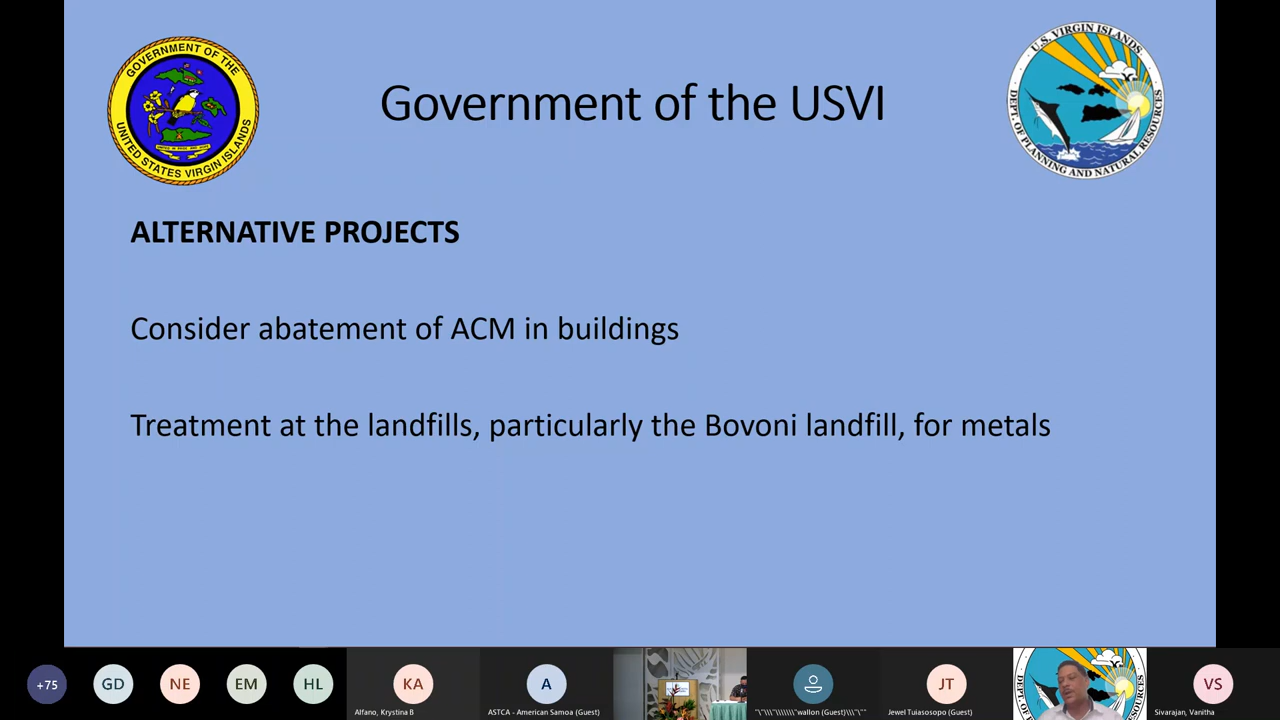 GOVERNMENT OF THE
UNITED STATES VIRGIN ISLANDS
Government of the USVI
U.S. VIRGIN ISLANDS
DEPT. OF PLANNING AND NATURAL RESOURCES
ALTERNATIVE PROJECTS
Consider abatement of ACM in buildings
Treatment at the landfills, particularly the Bovoni landfill, for metals
+75
GD
NE
EM
HL
KA
A
JT
VS
Alfano, Krystina B
ASTCA - American Samoa (Guest)
"\"\\\"\\\\\\\"wallon (Guest)\\\"\""
Jewel Tuiasosopo (Guest)
Sivarajan, Vanitha